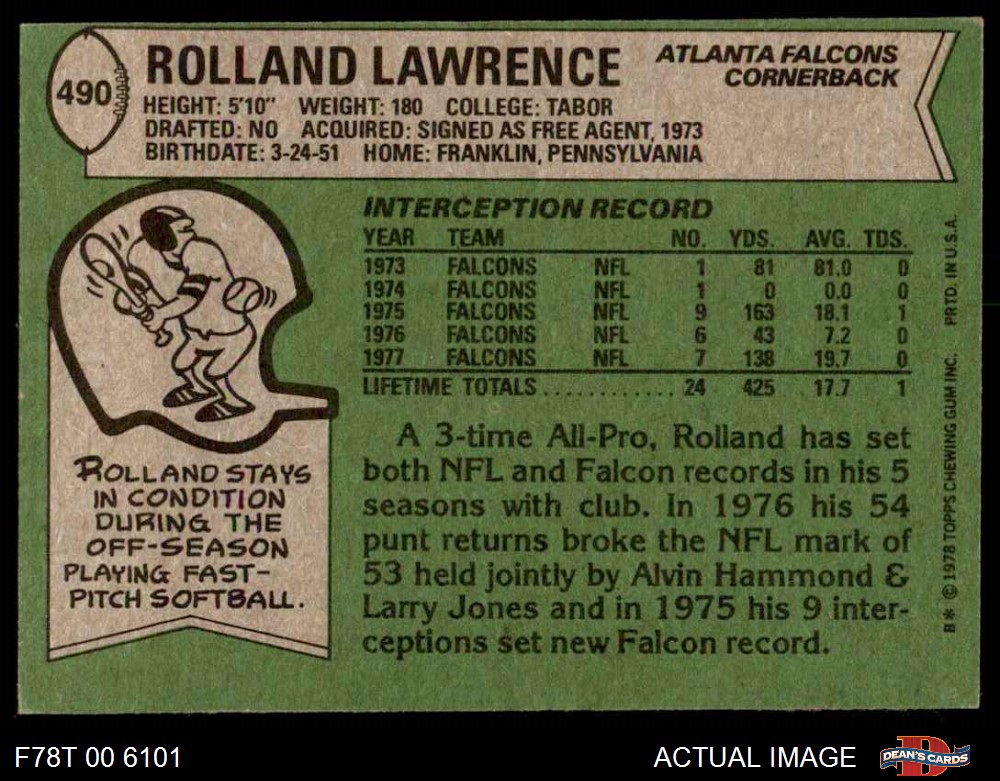 490
ROLLAND LAWRENCE
ATLANTA FALCONS
CORNERBACK
HEIGHT: 5'10" WEIGHT: 180 COLLEGE: TABOR
DRAFTED: NO ACQUIRED: SIGNED AS FREE AGENT, 1973
BIRTHDATE: 3-24-51 HOME: FRANKLIN, PENNSYLVANIA
INTERCEPTION RECORD
YEAR TEAM NO. YDS. AVG. TDS.
1973 FALCONS NFL 1 81 81.0 0
1974 FALCONS NFL 1 0 0.0 0
1975 FALCONS NFL 9 163 18.1 1
1976 FALCONS NFL 6 43 7.2 0
1977 FALCONS NFL 7 138 19.7 0
LIFETIME TOTALS............ 24 425 17.7 1
A 3-time All-Pro, Rolland has set
both NFL and Falcon records in his 5
seasons with club. In 1976 his 54
punt returns broke the NFL mark of
53 held jointly by Alvin Hammond &
Larry Jones and in 1975 his 9 inter-
ceptions set new Falcon record.
ROLLAND STAYS
IN CONDITION
DURING THE
OFF-SEASON
PLAYING FAST-
PITCH SOFTBALL.
B* © 1978 TOPPS CHEWING GUM INC. PRTD. IN U.S.A.
F78T 00 6101
ACTUAL IMAGE
DEAN'S CARDS